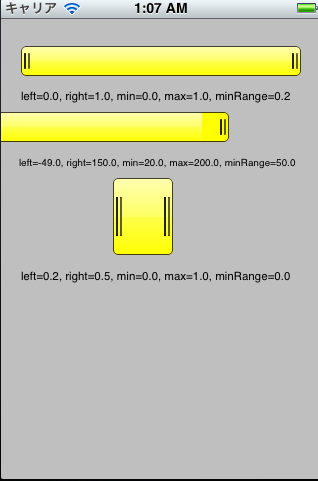 キャリア 1:07 AM
left=0.0, right=1.0, min=0.0, max=1.0, minRange=0.2
left=-49.0, right=150.0, min=20.0, max=200.0, minRange=50.0
left=0.2, right=0.5, min=0.0, max=1.0, minRange=0.0